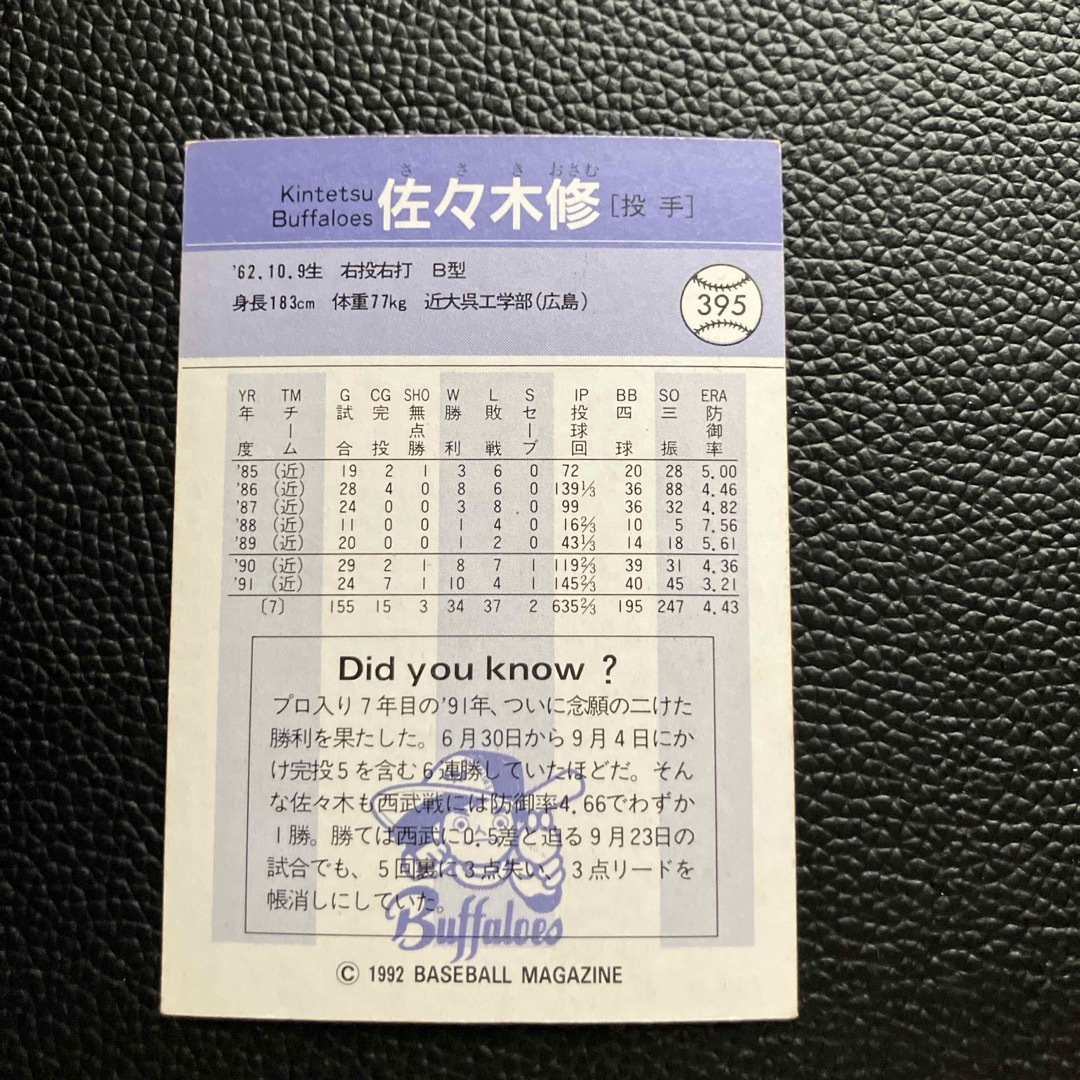 ささき おさむ
Kintetsu
Buffaloes 佐々木修 [投 手]
'62.10.9生 右投右打 B型
身長183cm 体重77kg 近大呉工学部(広島)
395
YR TM G CG SHO W L S IP BB SO ERA
年度 チーム 試合 完投 無点勝 勝利 敗戦 セーブ 投球回 四球 三振 防御率
'85 (近) 19 2 1 3 6 0 72 20 28 5.00
'86 (近) 28 4 0 8 6 0 139⅓ 36 88 4.46
'87 (近) 24 0 0 3 8 0 99 36 32 4.82
'88 (近) 11 0 0 1 4 0 16⅔ 10 5 7.56
'89 (近) 20 0 0 1 2 0 43⅓ 14 18 5.61
'90 (近) 29 2 1 8 7 1 119⅔ 39 31 4.36
'91 (近) 24 7 1 10 4 1 145⅔ 40 45 3.21
〔7〕 155 15 3 34 37 2 635⅔ 195 247 4.43
Did you know ?
プロ入り7年目の'91年、ついに念願の二けた
勝利を果たした。6月30日から9月4日にか
け完投5を含む6連勝していたほどだ。そん
な佐々木も西武戦には防御率4.66でわずか
1勝。勝てば西武に0.5差と迫る9月23日の
試合でも、5回裏に3点失い、3点リードを
帳消しにしていた。
Buffaloes
© 1992 BASEBALL MAGAZINE